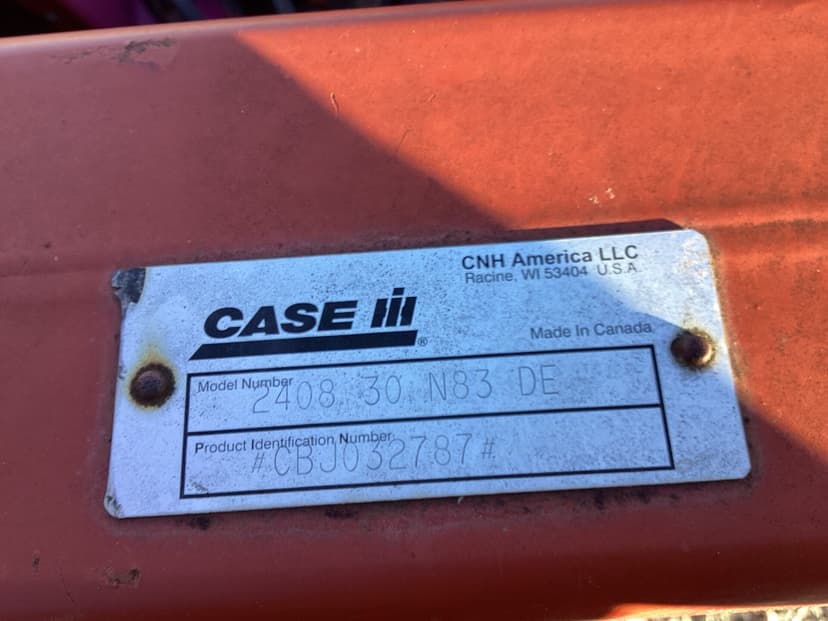 CNH America LLC
Racine, WI 53404 U.S.A.
CASE IH®
Made In Canada
Model Number
2408 30 N83 DE
Product Identification Number
#CBJ032787#